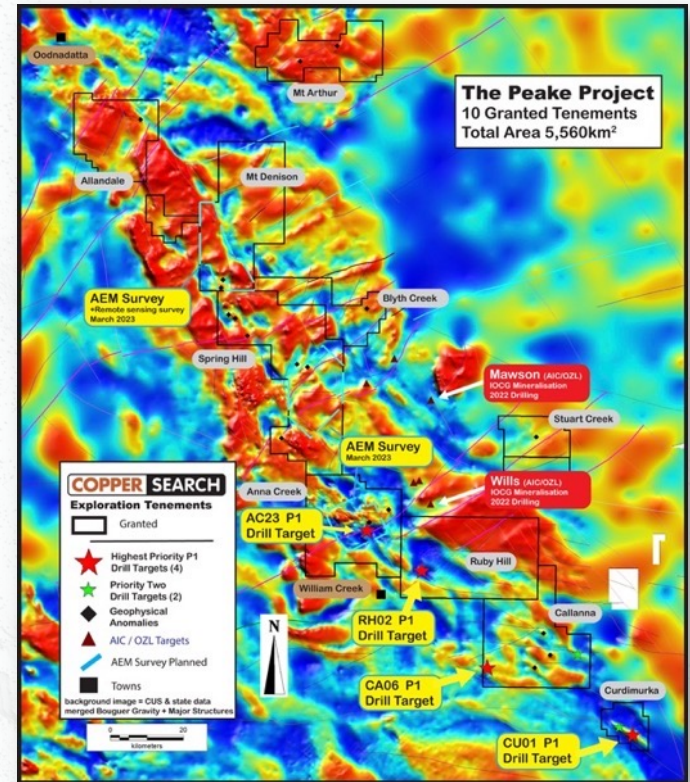 Oodnadatta
Mt Arthur
The Peake Project
10 Granted Tenements
Total Area 5,560km²
Allandale
Mt Denison
AEM Survey
+Remote sensing survey
March 2023
Blyth Creek
Spring Hill
Mawson (AIC/OZL)
IOCG Mineralisation
2022 Drilling
Stuart Creek
AEM Survey
March 2023
COPPER SEARCH
Exploration Tenements
Granted
Highest Priority P1
Drill Targets (4)
Priority Two
Drill Targets (2)
Geophysical
Anomalies
AIC / OZL Targets
AEM Survey Planned
Towns
background image = CUS & state data
merged Bouguer Gravity + Major Structures
0 20
kilometers
Anna Creek
Wills (AIC/OZL)
IOCG Mineralisation
2022 Drilling
AC23 P1
Drill Target
Ruby Hill
William Creek
N
RH02 P1
Drill Target
Callanna
CA06 P1
Drill Target
Curdimurka
CU01 P1
Drill Target